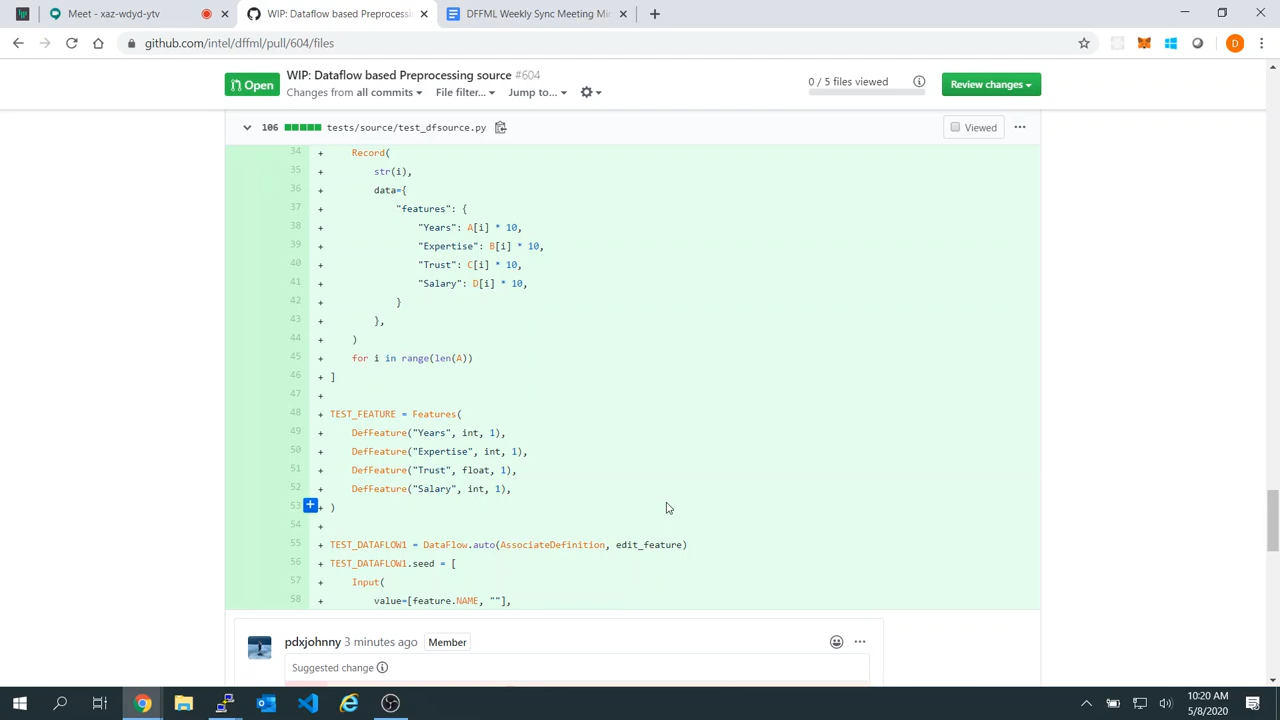 Meet - xaz-wdyd-ytv
WIP: Dataflow based Preprocessin
DFFML Weekly Sync Meeting Min
github.com/intel/dffml/pull/604/files
D
Open
WIP: Dataflow based Preprocessing source #604
Changes from all commits
File filter...
Jump to...
0 / 5 files viewed
Review changes
106
tests/source/test_dfsource.py
Viewed
34 + Record(
35 + str(i),
36 + data={
37 + "features": {
38 + "Years": A[i] * 10,
39 + "Expertise": B[i] * 10,
40 + "Trust": C[i] * 10,
41 + "Salary": D[i] * 10,
42 + }
43 + },
44 + )
45 + for i in range(len(A))
46 + ]
47 +
48 + TEST_FEATURE = Features(
49 + DefFeature("Years", int, 1),
50 + DefFeature("Expertise", int, 1),
51 + DefFeature("Trust", float, 1),
52 + DefFeature("Salary", int, 1),
53 + )
54 +
55 + TEST_DATAFLOW1 = DataFlow.auto(AssociateDefinition, edit_feature)
56 + TEST_DATAFLOW1.seed = [
57 + Input(
58 + value=[feature.NAME, ""],
pdxjohnny 3 minutes ago Member
Suggested change
10:20 AM
5/8/2020